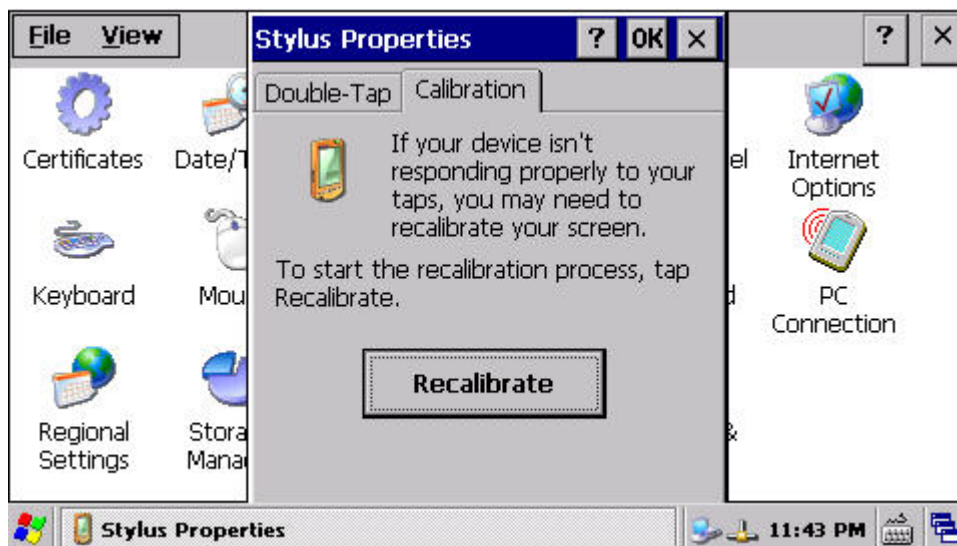 File View
Stylus Properties ? OK ×
? ×
Double-Tap Calibration
If your device isn't
responding properly to your
taps, you may need to
recalibrate your screen.
To start the recalibration process, tap
Recalibrate.
Recalibrate
Certificates
Internet
Options
Keyboard
PC
Connection
Regional
Settings
Stylus Properties
11:43 PM